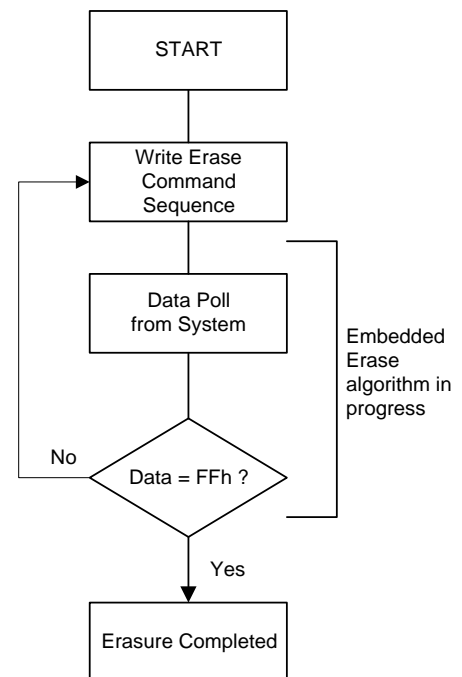 START
Write Erase
Command
Sequence
Data Poll
from System
Embedded
Erase
algorithm in
progress
No
Data = FFh ?
Yes
Erasure Completed